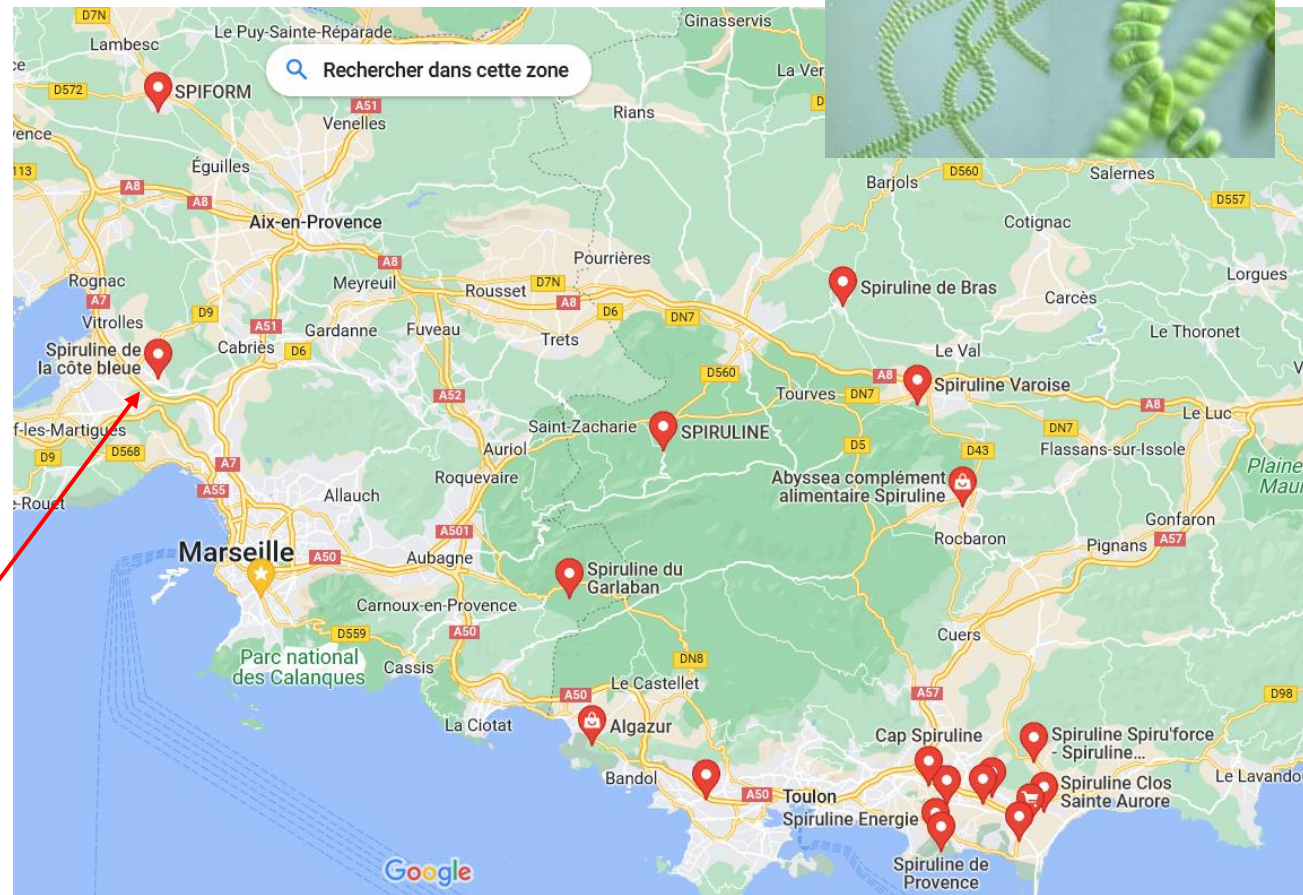 D7N
Ginasservis
Lambesc
Le Puy-Sainte-Réparade
ce
Rechercher dans cette zone
La Ver
D572
SPIFORM
A51
Rians
D
Venelles
vence
Éguilles
113
A8
A8
Barjols
D560
Salernes
D557
Aix-en-Provence
Cotignac
Pourrières
A8
Rognac
Meyreuil
Rousset
D7N
A8
Spiruline de Bras
Lorgues
A7
Carcès
Vitrolles
D9
A51
Gardanne
Fuveau
D6
DN7
Trets
Le Thoronet
Spiruline de
la côte bleue
Cabriès
D6
Le Val
V
D560
A8
Spiruline Varoise
A52
Tourves
DN7
A8
Le Luc
f-les-Martigues
Saint-Zacharie
SPIRULINE
DN7
D9
D568
Auriol
D5
D43
Flassans-sur-Issole
A7
Roquevaire
Abyssea complément
alimentaire Spiruline
Plaine
Mau
A55
Allauch
e-Rouet
Gonfaron
A501
Rocbaron
Pignans
A57
Marseille
A50
Aubagne
Spiruline du
Garlaban
Carnoux-en-Provence
D559
A50
Cuers
Parc national
des Calanques
Cassis
DN8
Le Castellet
A50
A57
D98
La Ciotat
Algazur
Cap Spiruline
Spiruline Spiru'force
- Spiruline...
Bandol
Le Lavando
A50
Toulon
Spiruline Clos
Sainte Aurore
Spiruline Energie
Spiruline de
Provence
Google